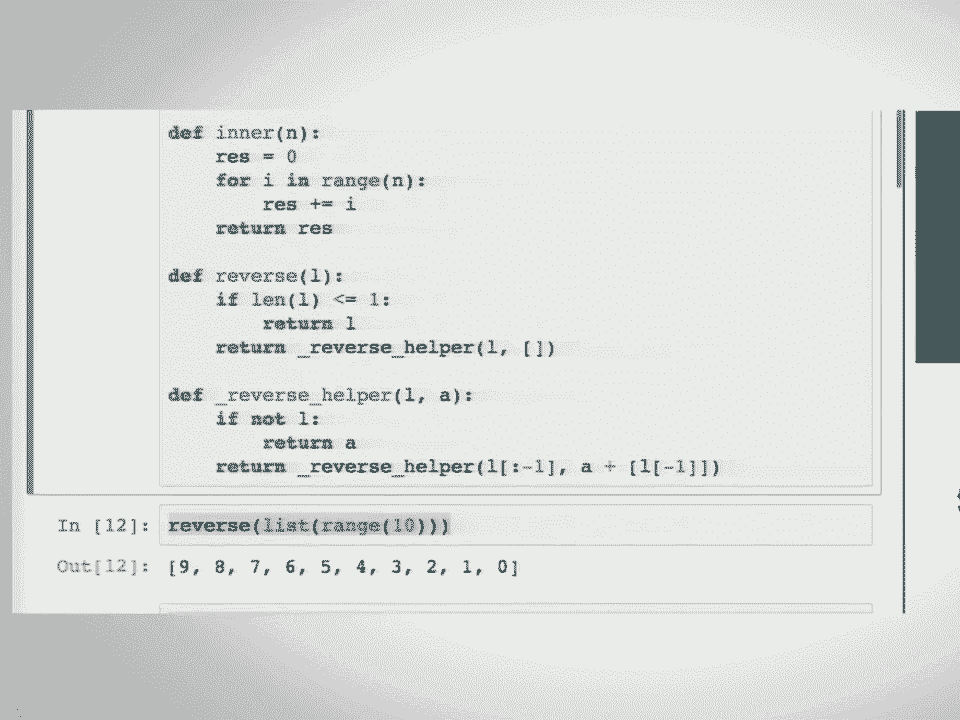 def inner(n):
    res = 0
    for i in range(n):
        res += i
    return res

def reverse(l):
    if len(l) <= 1:
        return l
    return _reverse_helper(l, [])

def _reverse_helper(l, a):
    if not l:
        return a
    return _reverse_helper(l[:-1], a + [l[-1]])
In [12]: reverse(list(range(10)))
Out[12]: [9, 8, 7, 6, 5, 4, 3, 2, 1, 0]